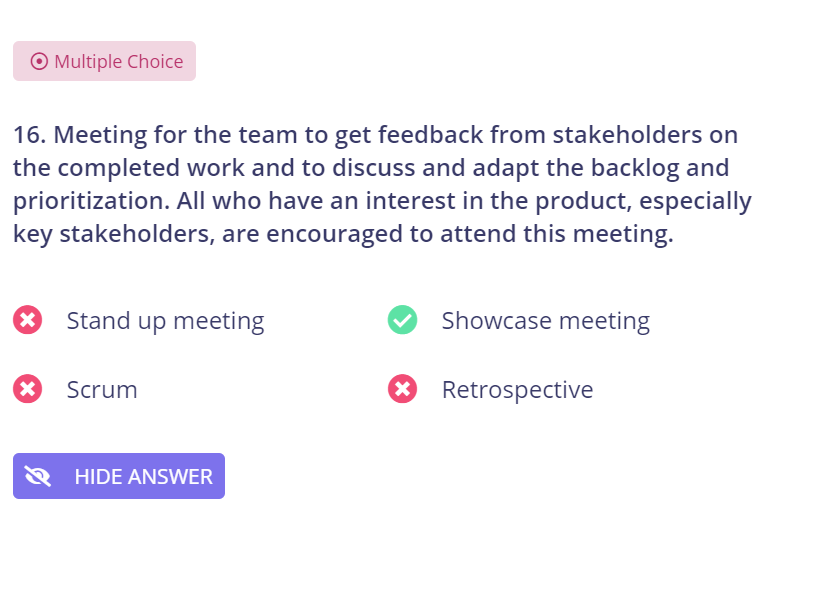 Multiple Choice
16. Meeting for the team to get feedback from stakeholders on
the completed work and to discuss and adapt the backlog and
prioritization. All who have an interest in the product, especially
key stakeholders, are encouraged to attend this meeting.
Stand up meeting
Showcase meeting
Scrum
Retrospective
HIDE ANSWER